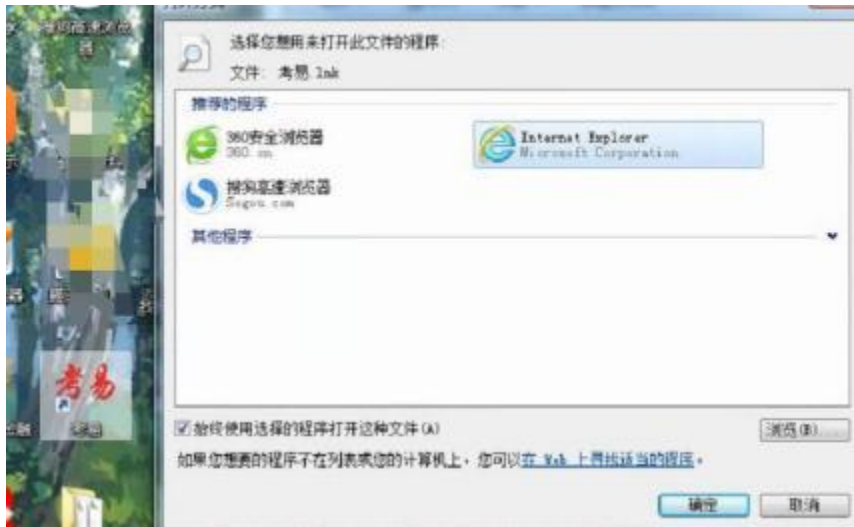 器
选择您想用来打开此文件的程序:
文件: 考易.lnk
推荐的程序
360安全浏览器
360.cn
Internet Explorer
Microsoft Corporation
搜狗高速浏览器
Sogou.com
其他程序
器
考易
考易
始终使用选择的程序打开这种文件(A)
浏览(B)...
如果您想要的程序不在列表或您的计算机上，您可以在 Web 上寻找适当的程序。
确定
取消